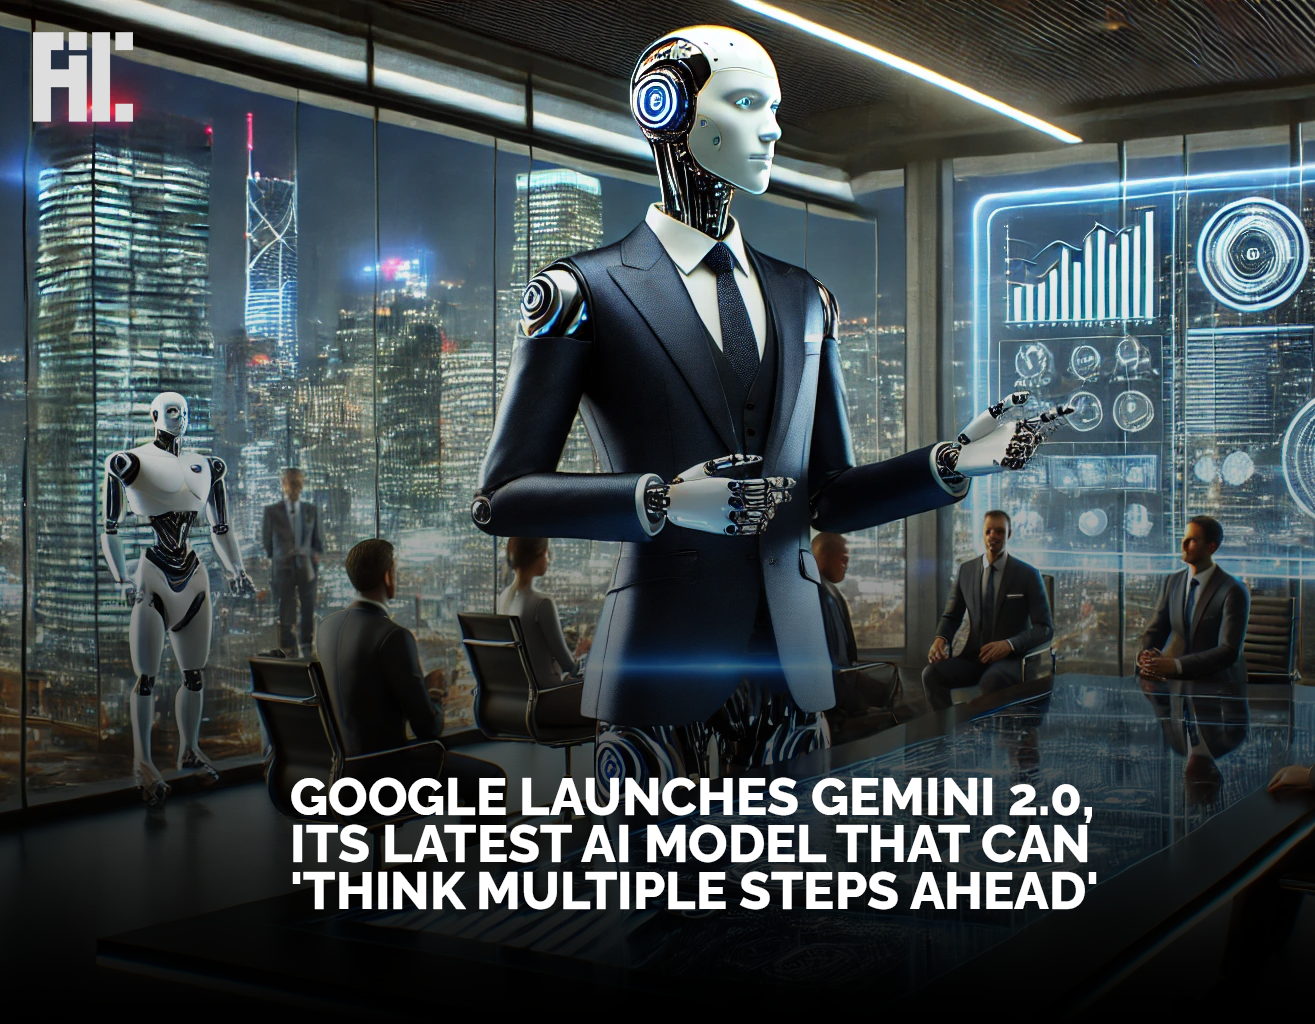 GOOGLE LAUNCHES GEMINI 2.0,
ITS LATEST AI MODEL THAT CAN
'THINK MULTIPLE STEPS AHEAD'